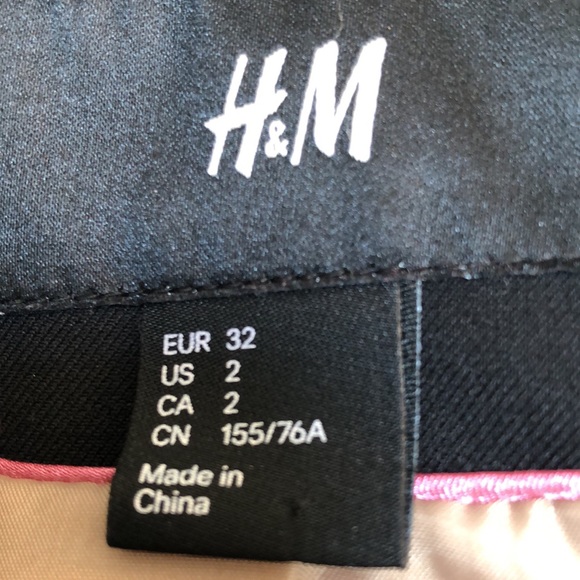 H&M
EUR 32
US 2
CA 2
CN 155/76A
Made in
China